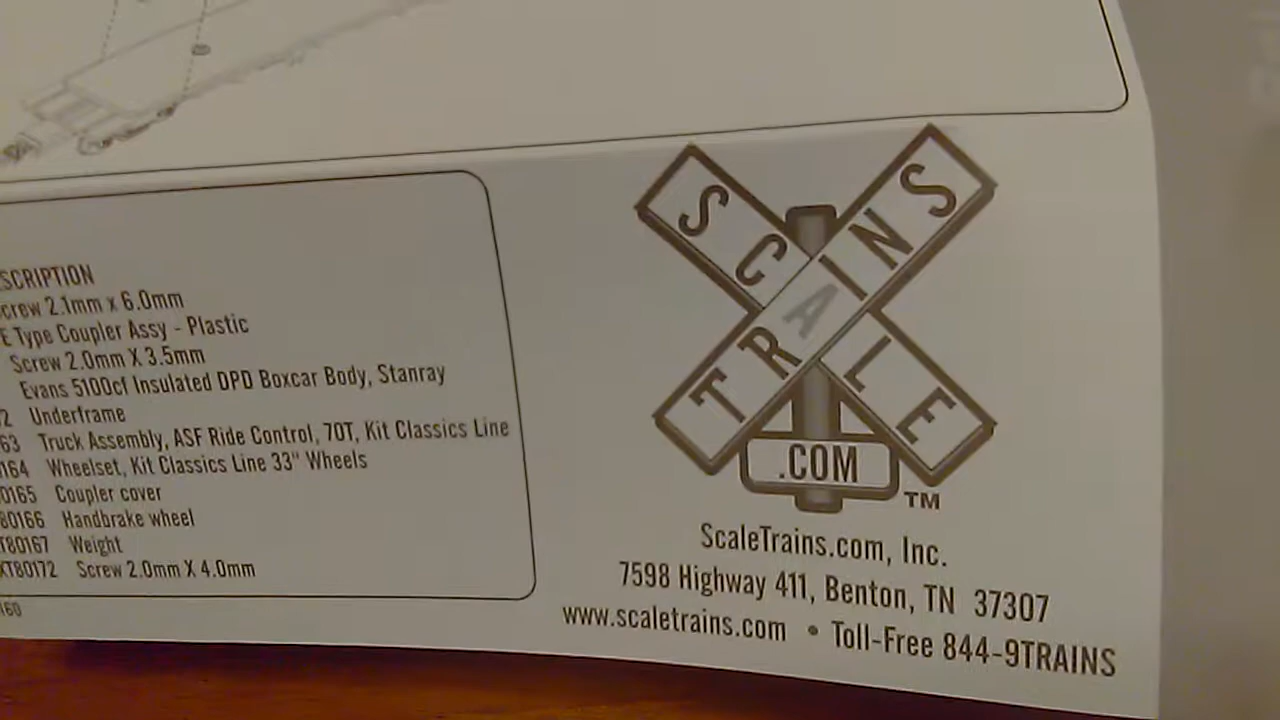 SCRIPTION
crew 2.1mm x 6.0mm
E Type Coupler Assy - Plastic
Screw 2.0mm X 3.5mm
Evans 5100cf Insulated DPD Boxcar Body, Stanray
2 Underframe
63 Truck Assembly, ASF Ride Control, 70T, Kit Classics Line
164 Wheelset, Kit Classics Line 33" Wheels
0165 Coupler cover
80166 Handbrake wheel
T80167 Weight
XT80172 Screw 2.0mm X 4.0mm
160
SCALE
TRAINS
.COM
TM
ScaleTrains.com, Inc.
7598 Highway 411, Benton, TN 37307
www.scaletrains.com • Toll-Free 844-9TRAINS